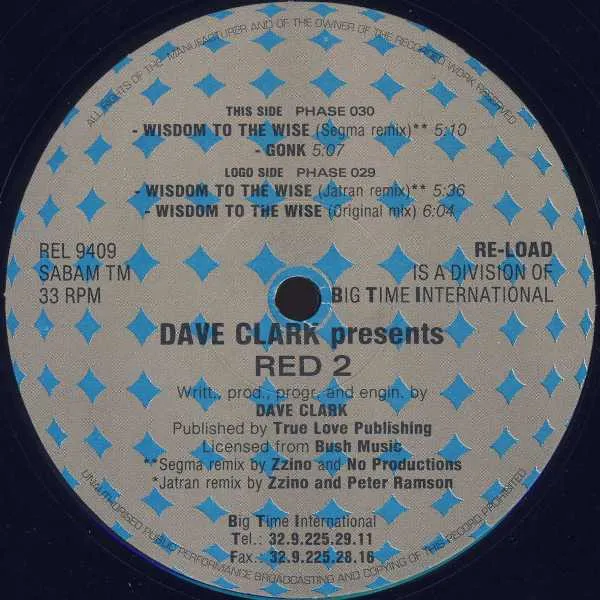 ALL RIGHTS OF THE MANUFACTURER AND OF THE OWNER OF THE RECORDED WORK RESERVED
THIS SIDE PHASE 030
- WISDOM TO THE WISE (Segma remix)** 5:10
- GONK 5:07
LOGO SIDE PHASE 029
- WISDOM TO THE WISE (Jatran remix)** 5:36
- WISDOM TO THE WISE (Original mix) 6:04
REL 9409
SABAM TM
33 RPM
RE-LOAD
IS A DIVISION OF
BIG TIME INTERNATIONAL
DAVE CLARK presents
RED 2
Writt., prod., progr. and engin. by
DAVE CLARK
Published by True Love Publishing
Licensed from Bush Music
**Segma remix by Zzino and No Productions
*Jatran remix by Zzino and Peter Ramson
Big Time International
Tel.: 32.9.225.29.11
Fax.: 32.9.225.28.16
UNAUTHORISED PUBLIC PERFORMANCE BROADCASTING AND COPYING OF THIS RECORD PROHIBITED